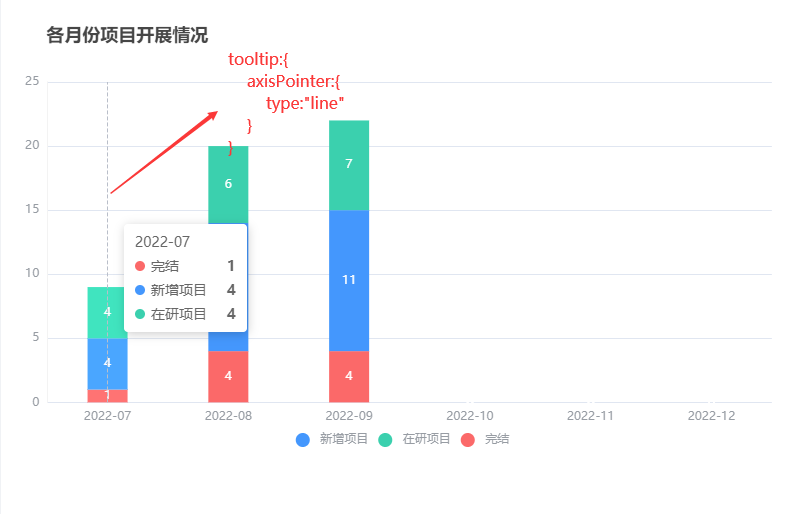 各月份项目开展情况
tooltip:{
axisPointer:{
type:"line"
}
}
25
20
15
10
5
0
6
7
2022-07
完结 1
新增项目 4
在研项目 4
11
4
4
1
4
4
2022-07 2022-08 2022-09 2022-10 2022-11 2022-12
新增项目 在研项目 完结